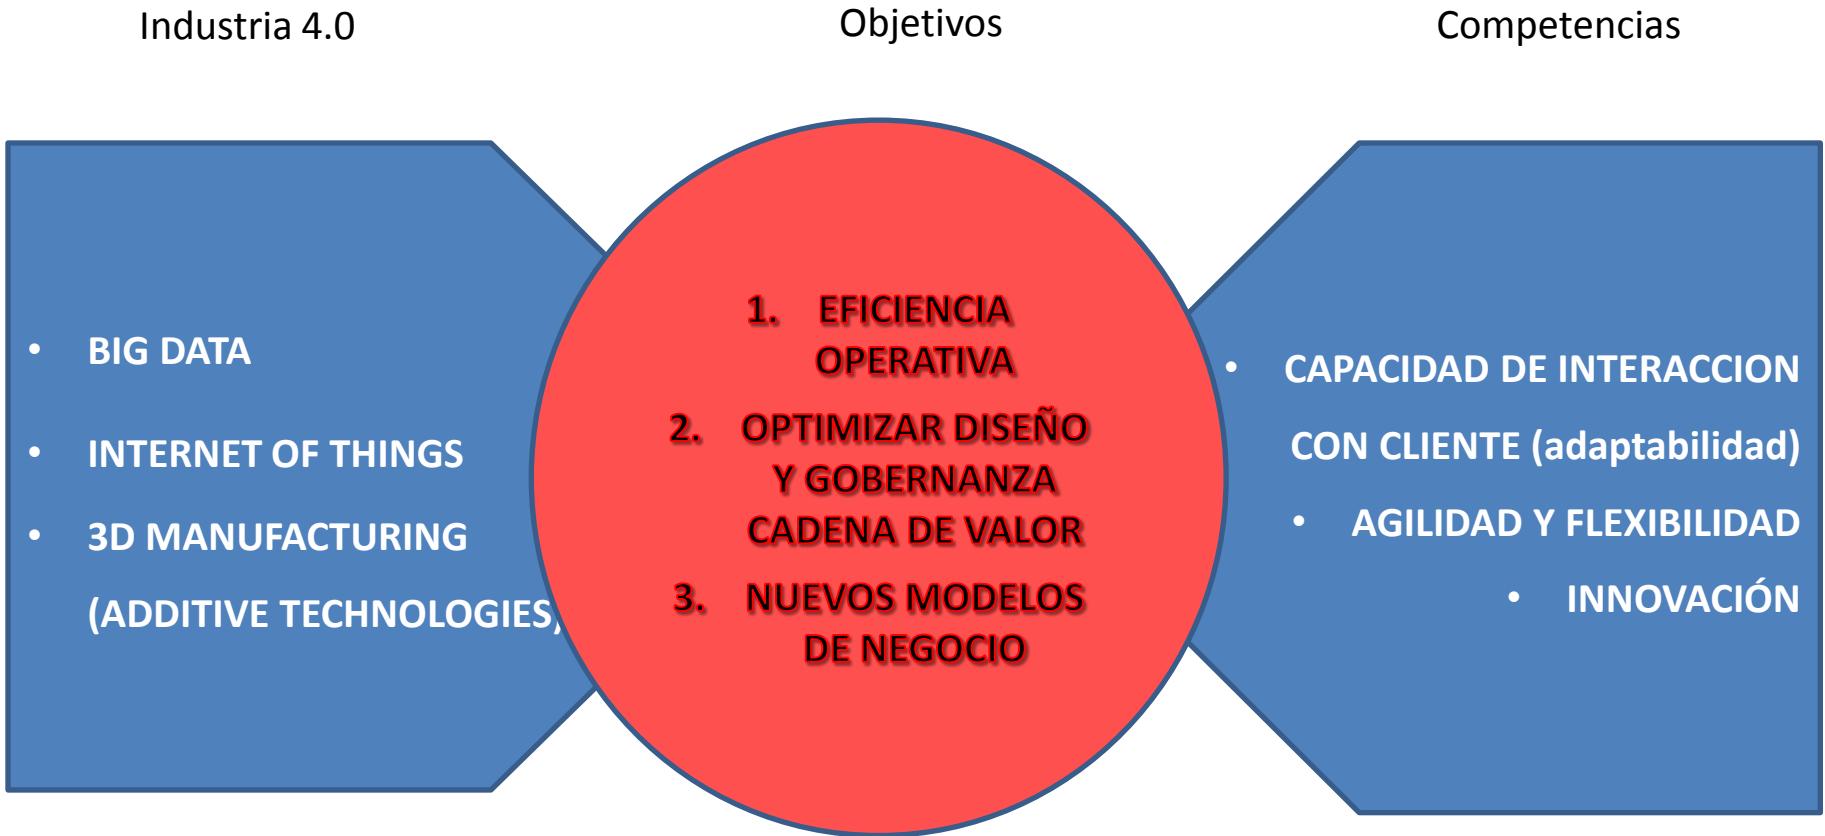 Industria 4.0
Objetivos
Competencias
• BIG DATA
• INTERNET OF THINGS
• 3D MANUFACTURING
(ADDITIVE TECHNOLOGIES)
1. EFICIENCIA
OPERATIVA
2. OPTIMIZAR DISEÑO
Y GOBERNANZA
CADENA DE VALOR
3. NUEVOS MODELOS
DE NEGOCIO
• CAPACIDAD DE INTERACCION
CON CLIENTE (adaptabilidad)
• AGILIDAD Y FLEXIBILIDAD
• INNOVACIÓN